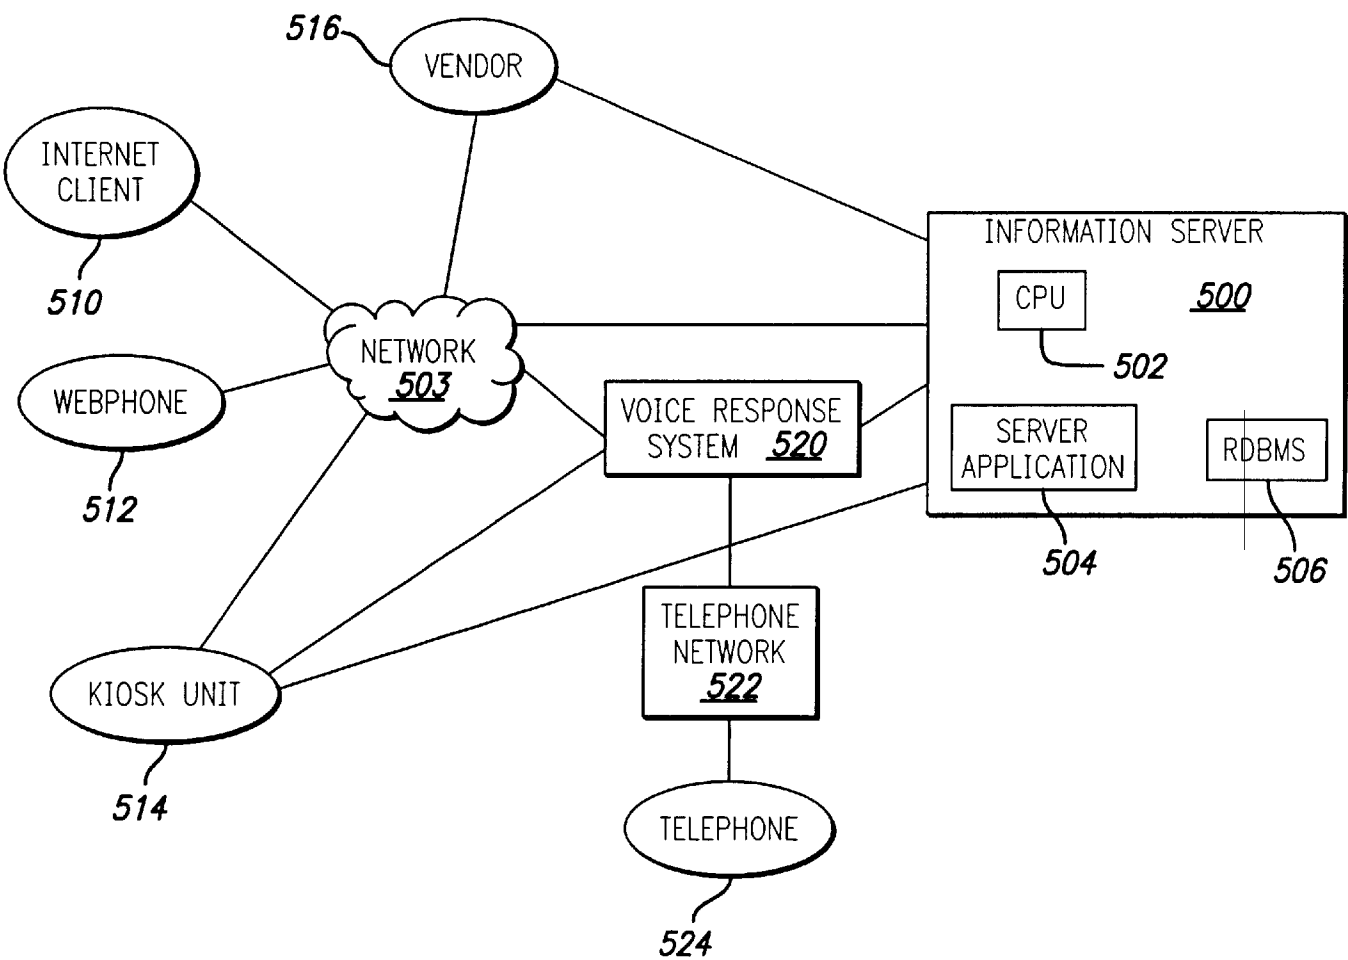 516
VENDOR
INTERNET
CLIENT
510
INFORMATION SERVER
CPU
500
502
NETWORK
503
WEBPHONE
512
VOICE RESPONSE
SYSTEM 520
SERVER
APPLICATION
504
RDBMS
506
TELEPHONE
NETWORK
522
KIOSK UNIT
514
TELEPHONE
524